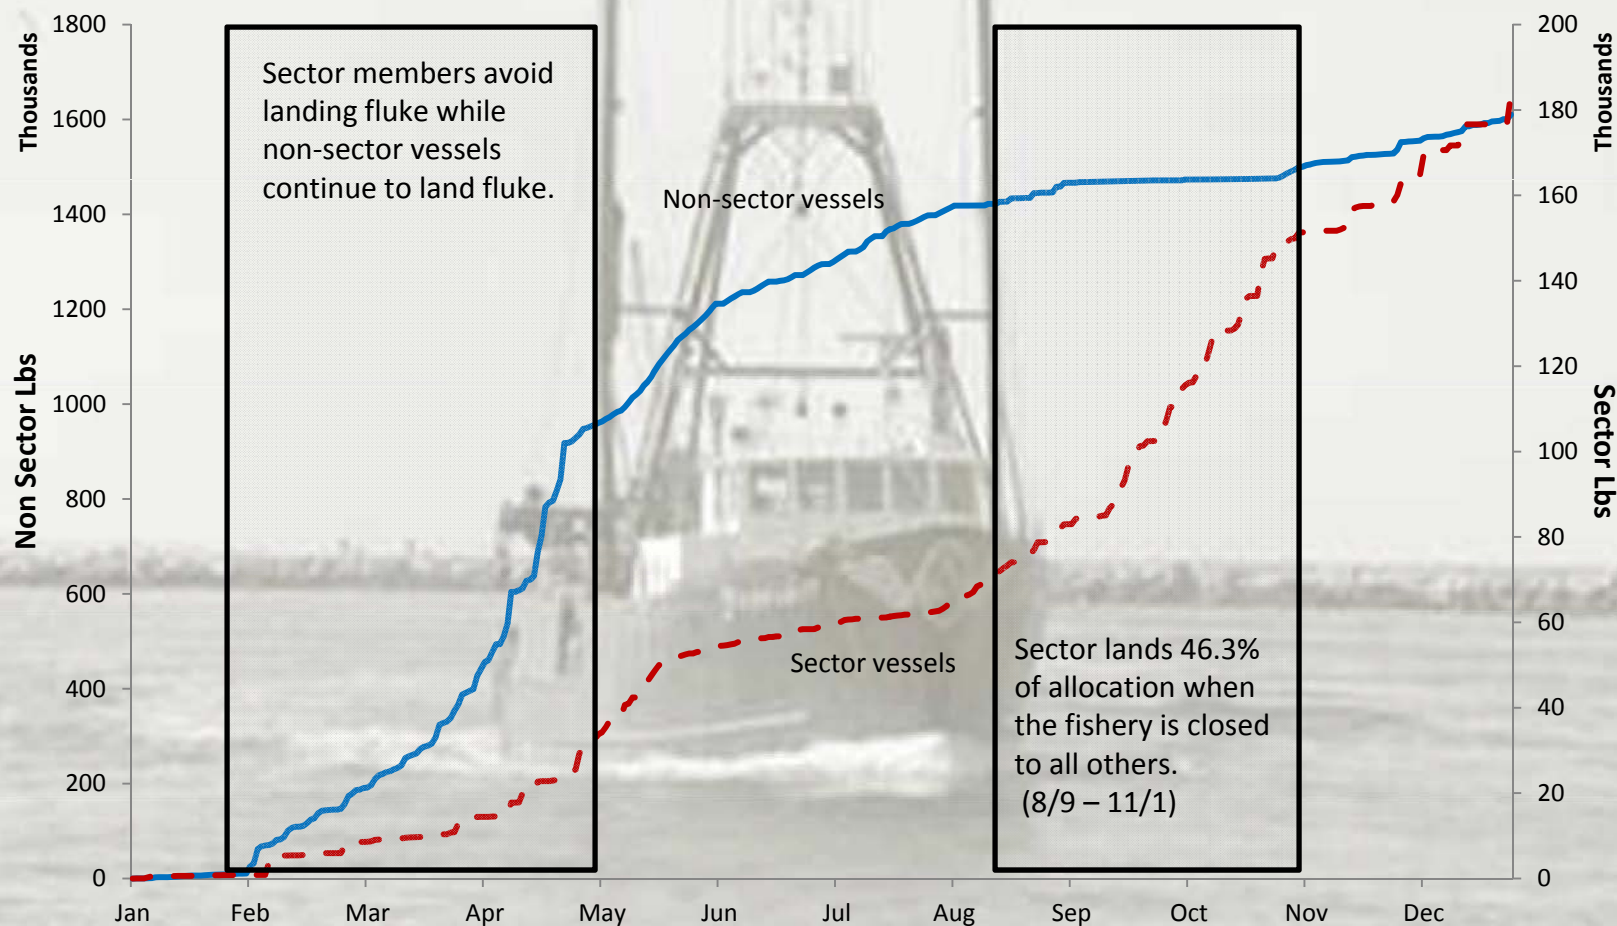 Thousands
Non Sector Lbs
1800
1600
1400
1200
1000
800
600
400
200
0
Sector members avoid
landing fluke while
non-sector vessels
continue to land fluke.
Non-sector vessels
Sector vessels
Sector lands 46.3%
of allocation when
the fishery is closed
to all others.
(8/9 – 11/1)
200
180
160
140
120
100
80
60
40
20
0
Thousands
Sector Lbs
Jan Feb Mar Apr May Jun Jul Aug Sep Oct Nov Dec